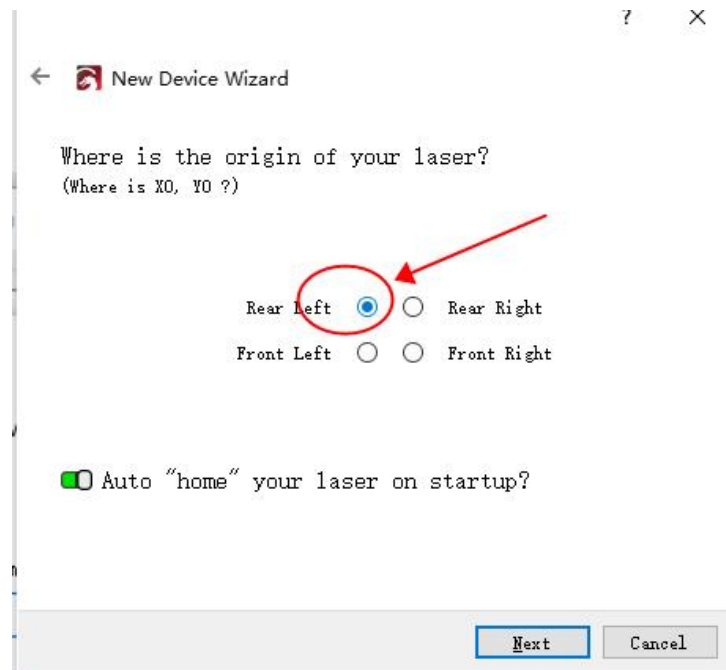 ?
New Device Wizard
Where is the origin of your laser?
(Where is X0, Y0 ?)
Rear Left Rear Right
Front Left Front Right
Auto "home" your laser on startup?
Next Cancel